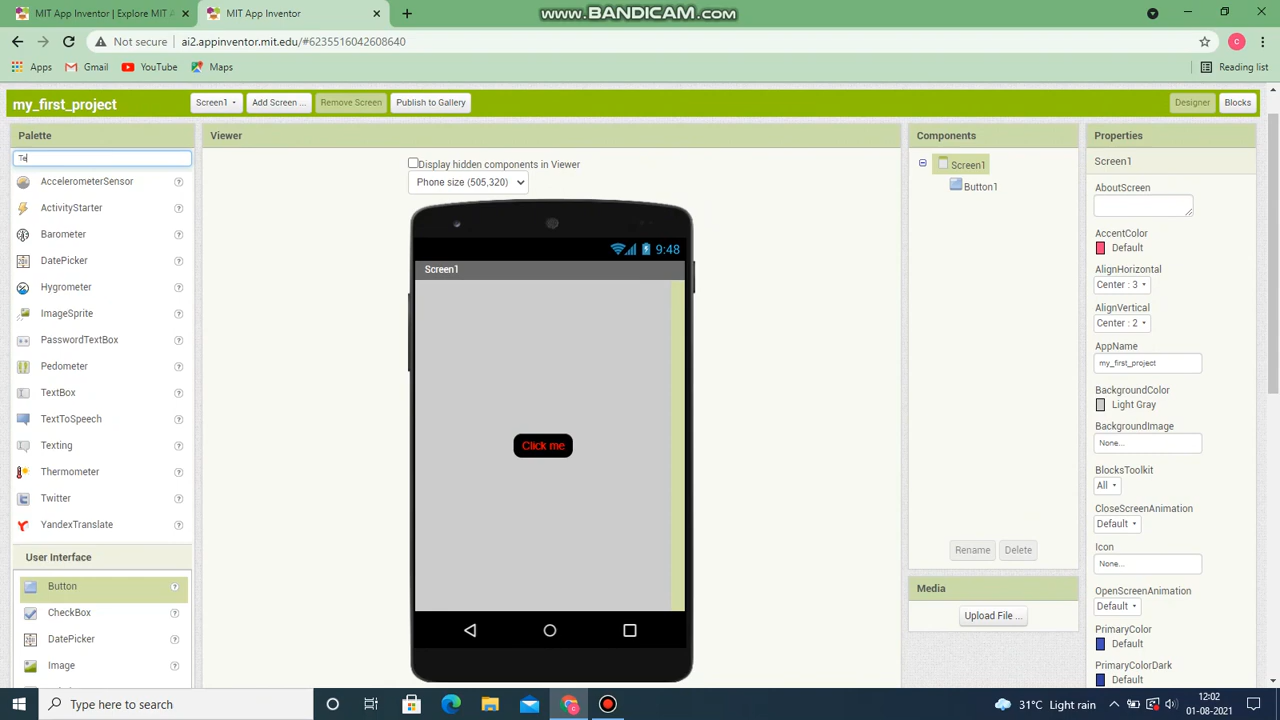 www.BANDICAM.com
MIT App Inventor | Explore MIT A
MIT App Inventor
Not secure
ai2.appinventor.mit.edu/#6235516042608640
C
Apps
Gmail
YouTube
Maps
Reading list
my_first_project
Screen1
Add Screen ...
Remove Screen
Publish to Gallery
Designer
Blocks
Palette
Te
AccelerometerSensor
ActivityStarter
Barometer
DatePicker
Hygrometer
ImageSprite
PasswordTextBox
Pedometer
TextBox
TextToSpeech
Texting
Thermometer
Twitter
YandexTranslate
User Interface
Button
CheckBox
DatePicker
Image
Viewer
Display hidden components in Viewer
Phone size (505,320)
9:48
Screen1
Click me
Components
Screen1
Button1
Rename
Delete
Media
Upload File ...
Properties
Screen1
AboutScreen
AccentColor
Default
AlignHorizontal
Center : 3
AlignVertical
Center : 2
AppName
my_first_project
BackgroundColor
Light Gray
BackgroundImage
None...
BlocksToolkit
All
CloseScreenAnimation
Default
Icon
None...
OpenScreenAnimation
Default
PrimaryColor
Default
PrimaryColorDark
Default
Type here to search
31°C Light rain
12:02
01-08-2021